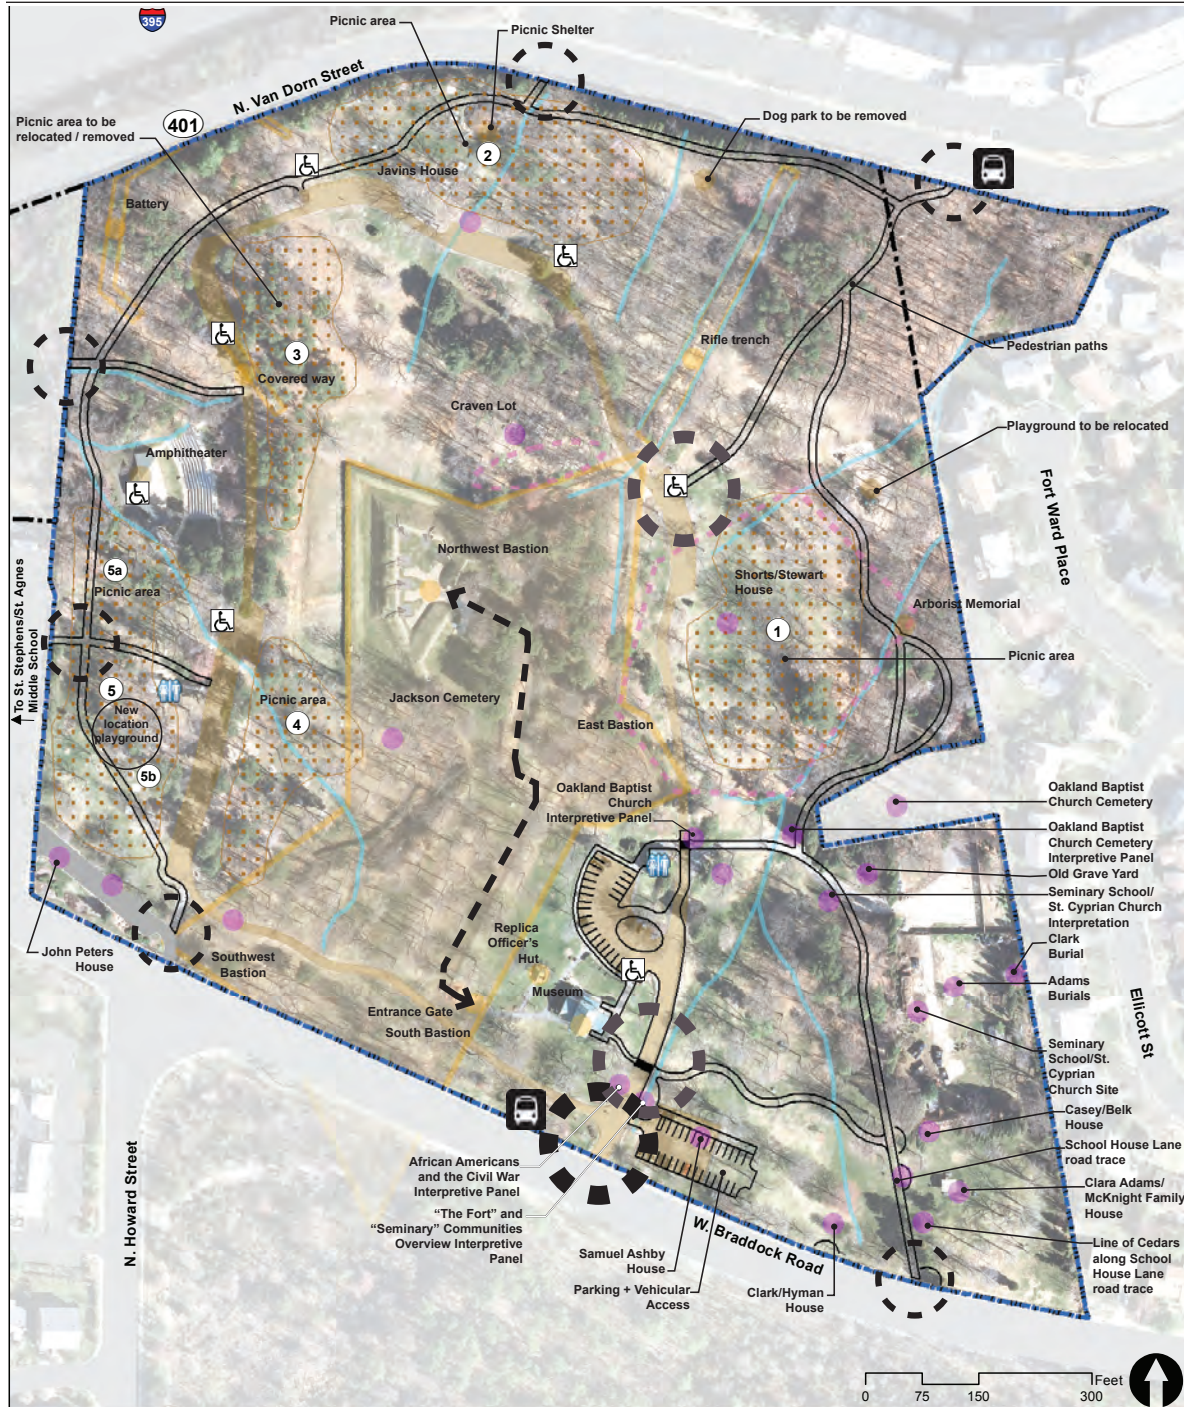 395
Picnic area
Picnic Shelter
N. Van Dorn Street
Picnic area to be
relocated / removed
401
Dog park to be removed
2
Javins House
Battery
Rifle trench
Pedestrian paths
3
Covered way
Craven Lot
Playground to be relocated
Amphitheater
Fort Ward Place
Northwest Bastion
5a
Picnic area
Shorts/Stewart
House
Arborist Memorial
1
To St. Stephens/St. Agnes
Middle School
Picnic area
5
New
location
playground
Picnic area
4
Jackson Cemetery
East Bastion
5b
Oakland Baptist
Church
Interpretive Panel
Oakland Baptist
Church Cemetery
Oakland Baptist
Church Cemetery
Interpretive Panel
Old Grave Yard
Seminary School/
St. Cyprian Church
Interpretation
Clark
Burial
Adams
Burials
John Peters
House
Southwest
Bastion
Replica
Officer's
Hut
Museum
Entrance Gate
South Bastion
Ellicott St
Seminary
School/St.
Cyprian
Church Site
Casey/Belk
House
School House Lane
road trace
Clara Adams/
McKnight Family
House
Line of Cedars
along School
House Lane
road trace
N. Howard Street
African Americans
and the Civil War
Interpretive Panel
“The Fort” and
“Seminary” Communities
Overview Interpretive
Panel
W. Braddock Road
Samuel Ashby
House
Parking + Vehicular
Access
Clark/Hyman
House
Feet
0 75 150 300